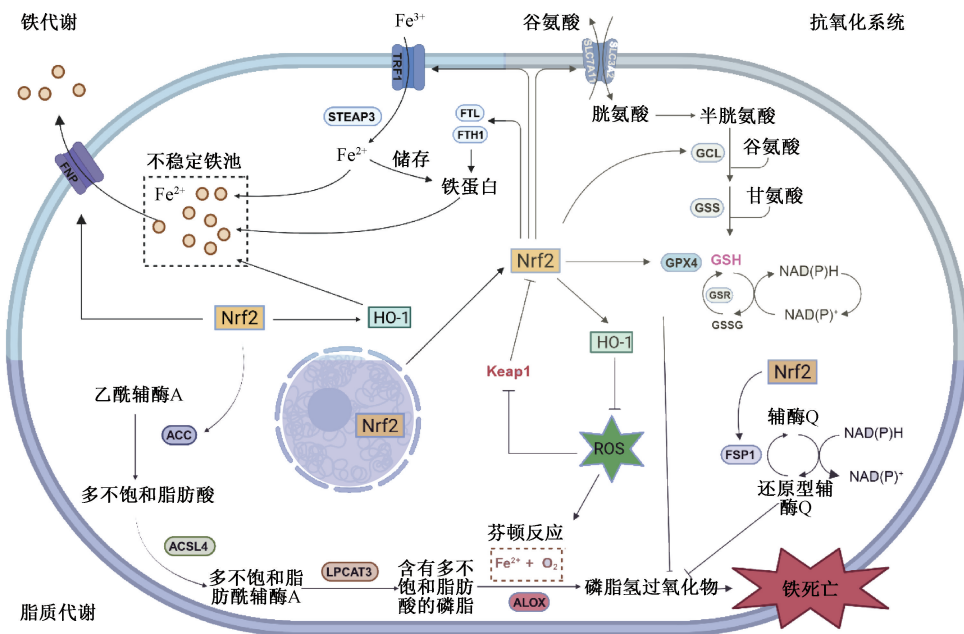 铁代谢
Fe³⁺
谷氨酸
抗氧化系统
TRF1
SLC7A11
SLC3A2
STEAP3
FTL
FTH1
胱氨酸
半胱氨酸
谷氨酸
GCL
FNP
不稳定铁池
Fe²⁺
Fe²⁺
储存
铁蛋白
GSS
甘氨酸
Nrf2
GPX4
GSH
NAD(P)H
GSR
GSSG
NAD(P)⁺
Nrf2
HO-1
HO-1
Keap1
Nrf2
乙酰辅酶A
ACC
Nrf2
ROS
辅酶Q
NAD(P)H
FSP1
NAD(P)⁺
还原型辅
酶Q
多不饱和脂肪酸
芬顿反应
ACSL4
Fe²⁺ + O₂
多不饱和脂
肪酰辅酶A
LPCAT3
含有多不
饱和脂肪
酸的磷脂
ALOX
磷脂氢过氧化物
铁死亡
脂质代谢